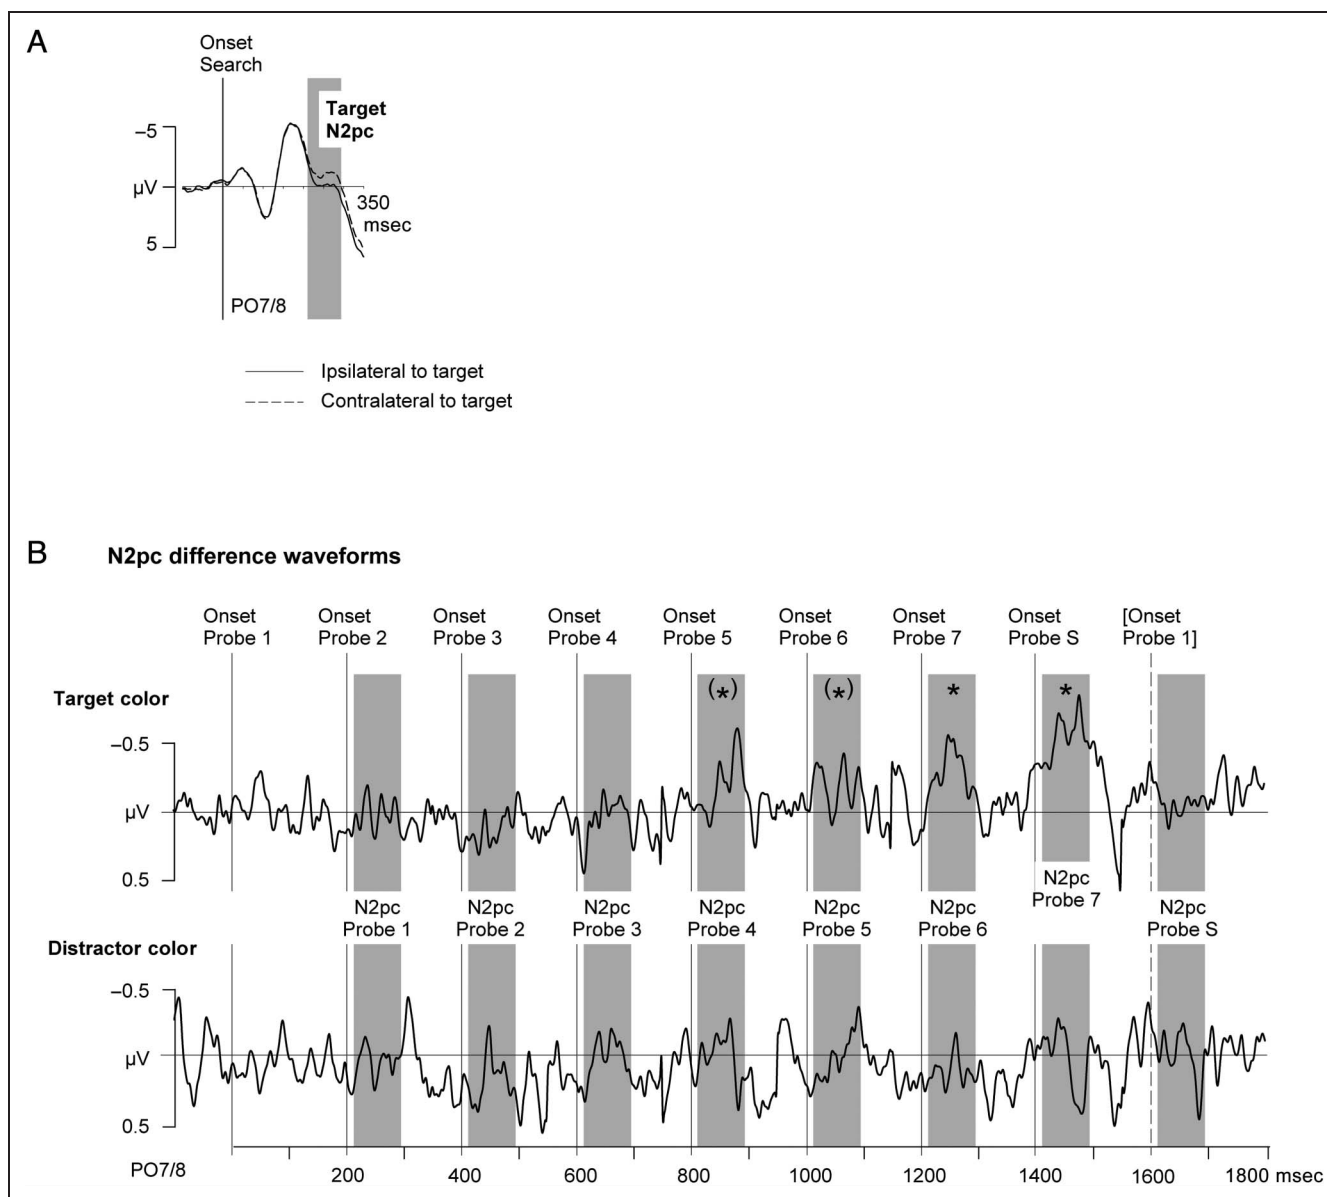 A
Onset
Search
Target
N2pc
–5
µV
5
350
msec
PO7/8
Ipsilateral to target
Contralateral to target
B N2pc difference waveforms
Onset Onset Onset Onset Onset Onset Onset Onset [Onset
Probe 1 Probe 2 Probe 3 Probe 4 Probe 5 Probe 6 Probe 7 Probe S Probe 1]
Target color
(*) (*) * *
–0.5
µV
0.5
N2pc
Probe 7
N2pc N2pc N2pc N2pc N2pc N2pc N2pc
Probe 1 Probe 2 Probe 3 Probe 4 Probe 5 Probe 6 Probe S
Distractor color
–0.5
µV
0.5
PO7/8 200 400 600 800 1000 1200 1400 1600 1800 msec